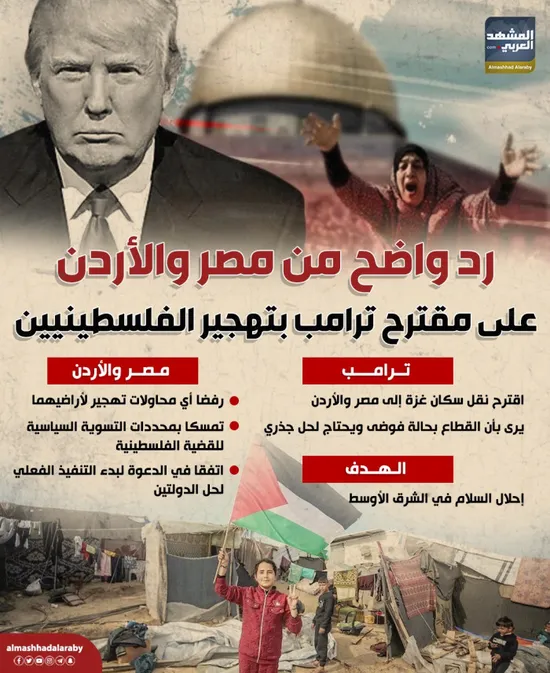 المشهد
العربي
.com
Almashhad Alaraby
رد واضح من مصر والأردن
على مقترح ترامب بتهجير الفلسطينيين
ترامب
اقترح نقل سكان غزة إلى مصر والأردن
يرى بأن القطاع بحالة فوضى ويحتاج لحل جذري
الهدف
إحلال السلام في الشرق الأوسط
مصر والأردن
رفضا أي محاولات تهجير لأراضيهما
تمسكا بمحددات التسوية السياسية
للقضية الفلسطينية
اتفقا في الدعوة لبدء التنفيذ الفعلي
لحل الدولتين
almashhadalaraby